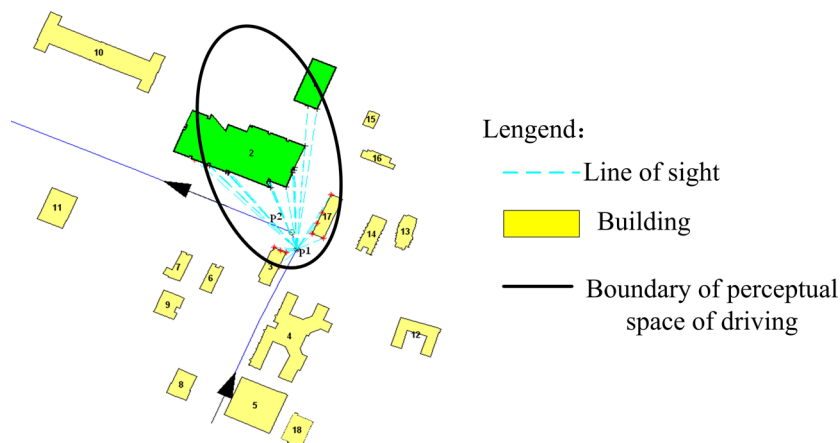 10
15
2
16
17
11
P2
14
13
P1
3
7
6
9
4
12
8
5
18
Lengend：
Line of sight
Building
Boundary of perceptual
space of driving